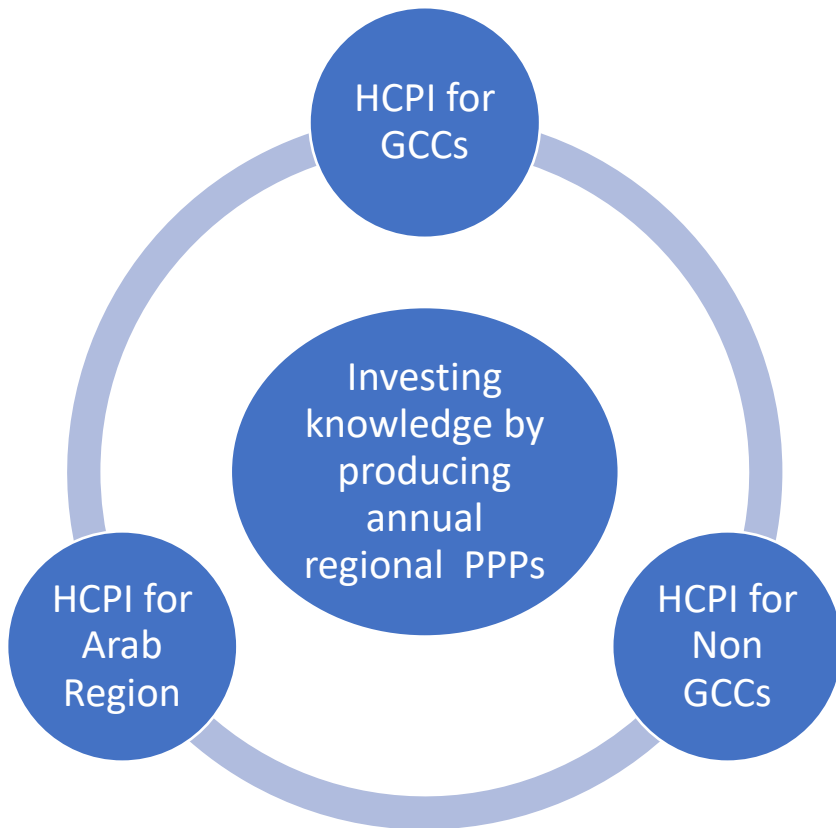 HCPI for
GCCs
Investing
knowledge by
producing
annual
regional PPPs
HCPI for
Arab
Region
HCPI for
Non
GCCs